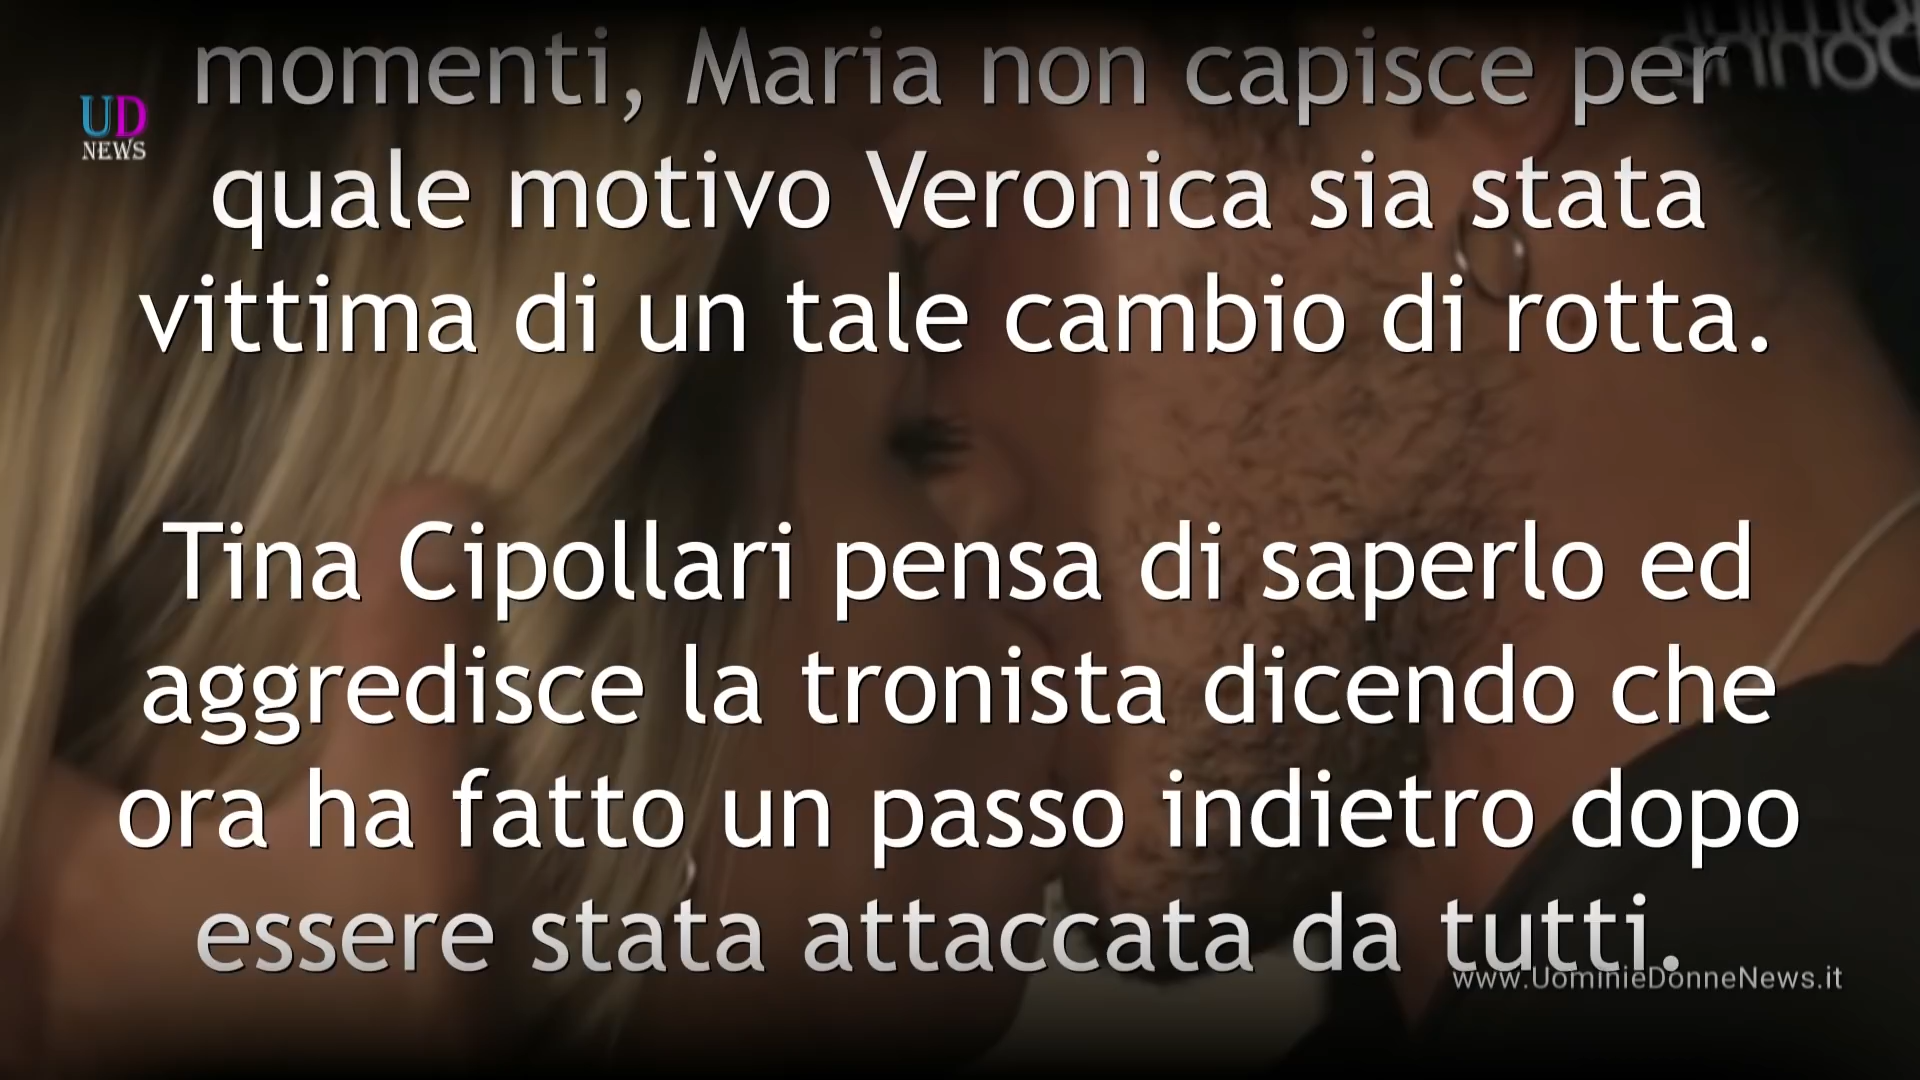 momenti, Maria non capisce per
quale motivo Veronica sia stata
vittima di un tale cambio di rotta.
Tina Cipollari pensa di saperlo ed
aggredisce la tronista dicendo che
ora ha fatto un passo indietro dopo
essere stata attaccata da tutti.
UD
NEWS
www.UominieDonneNews.it